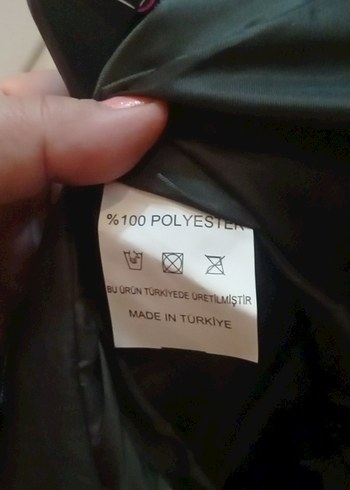 %100 POLYESTER
BU ÜRÜN TÜRKİYEDE ÜRETİLMİŞTİR
MADE IN TÜRKİYE